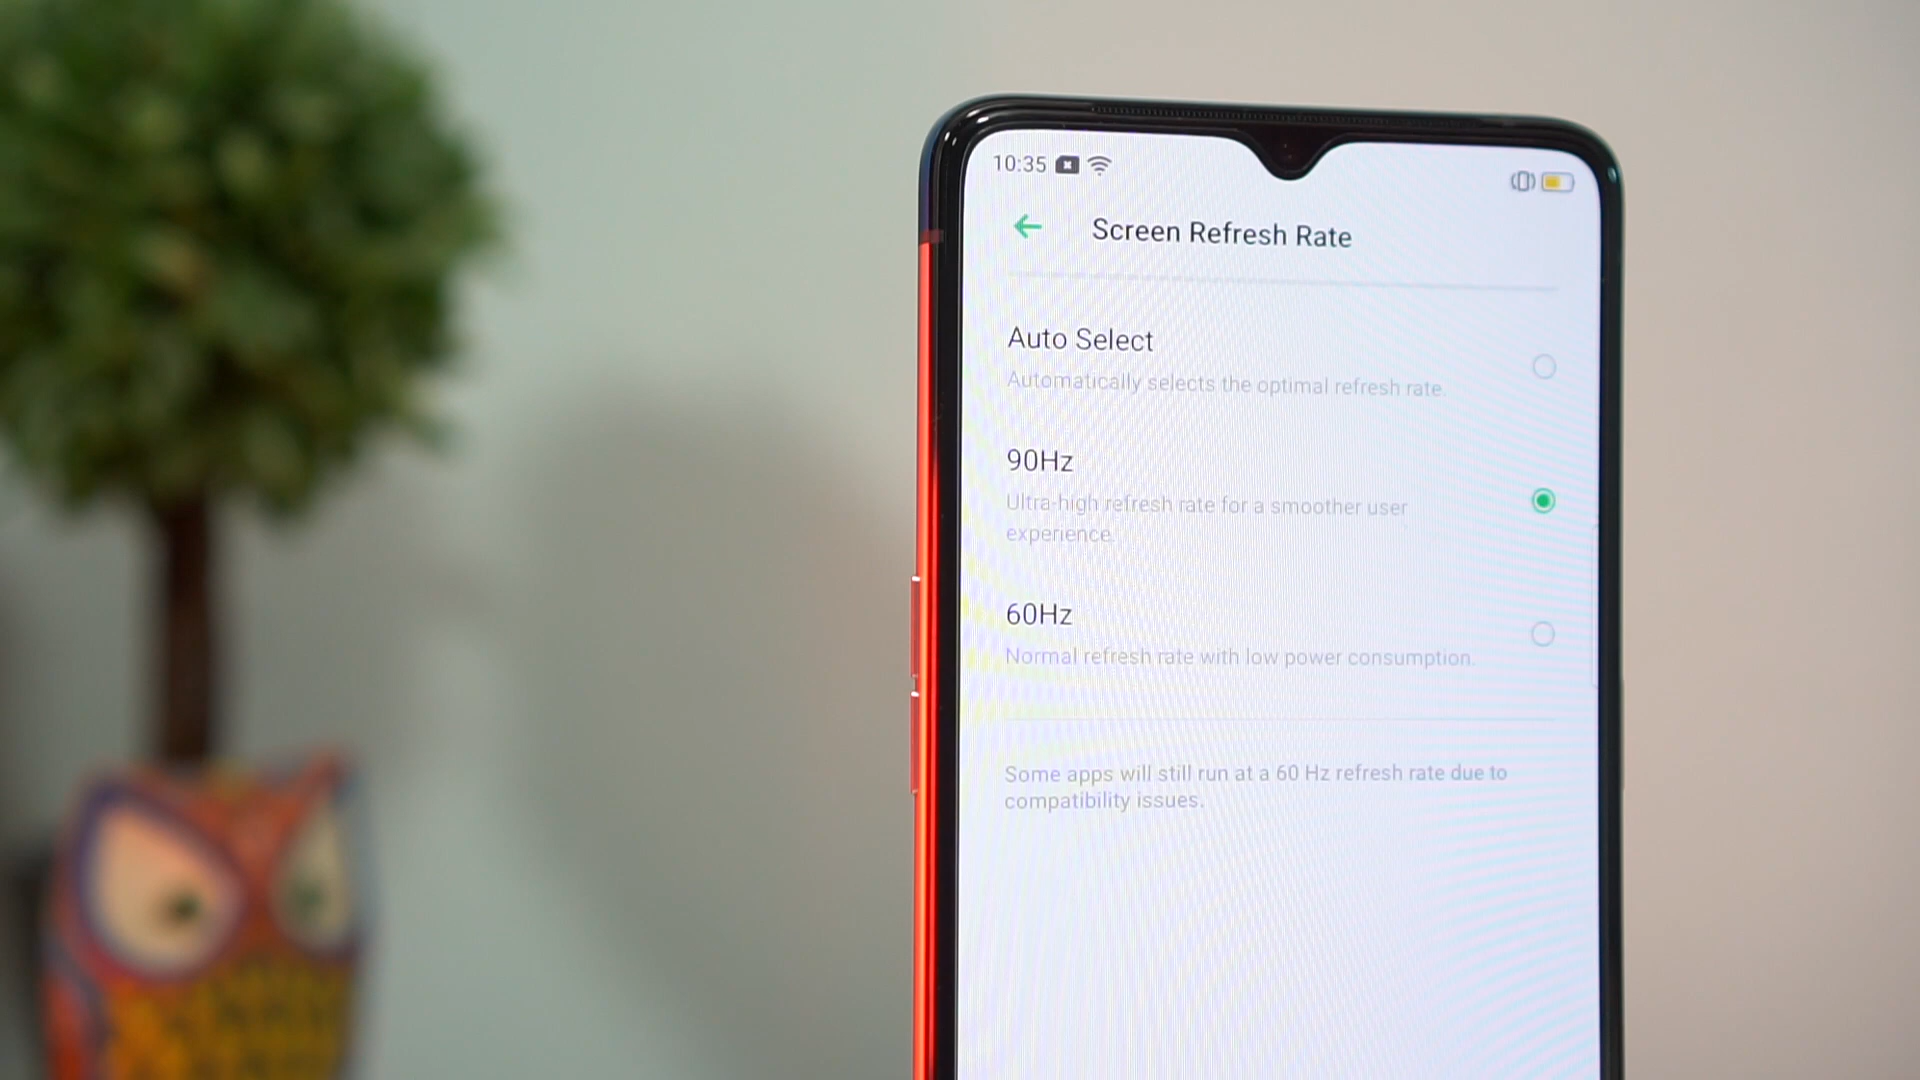 10:35
Screen Refresh Rate
Auto Select
Automatically selects the optimal refresh rate.
90Hz
Ultra-high refresh rate for a smoother user
experience.
60Hz
Normal refresh rate with low power consumption.
Some apps will still run at a 60 Hz refresh rate due to
compatibility issues.